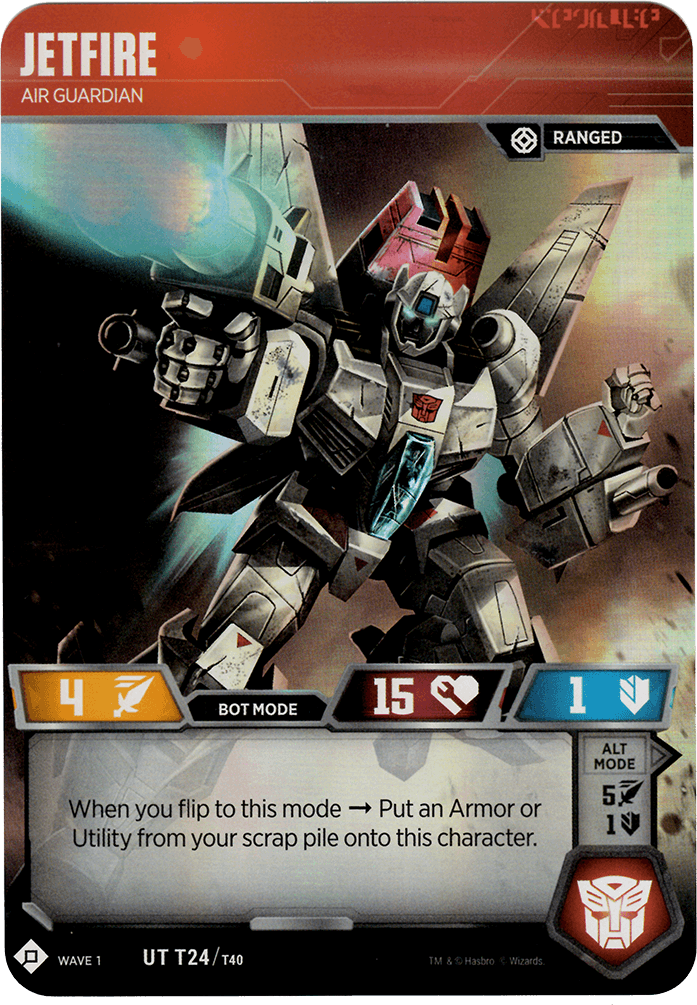 JETFIRE
AIR GUARDIAN
RANGED
4
BOT MODE
15
1
ALT
MODE
5
1
When you flip to this mode → Put an Armor or
Utility from your scrap pile onto this character.
WAVE 1
UT T24/T40
TM & © Hasbro © Wizards.